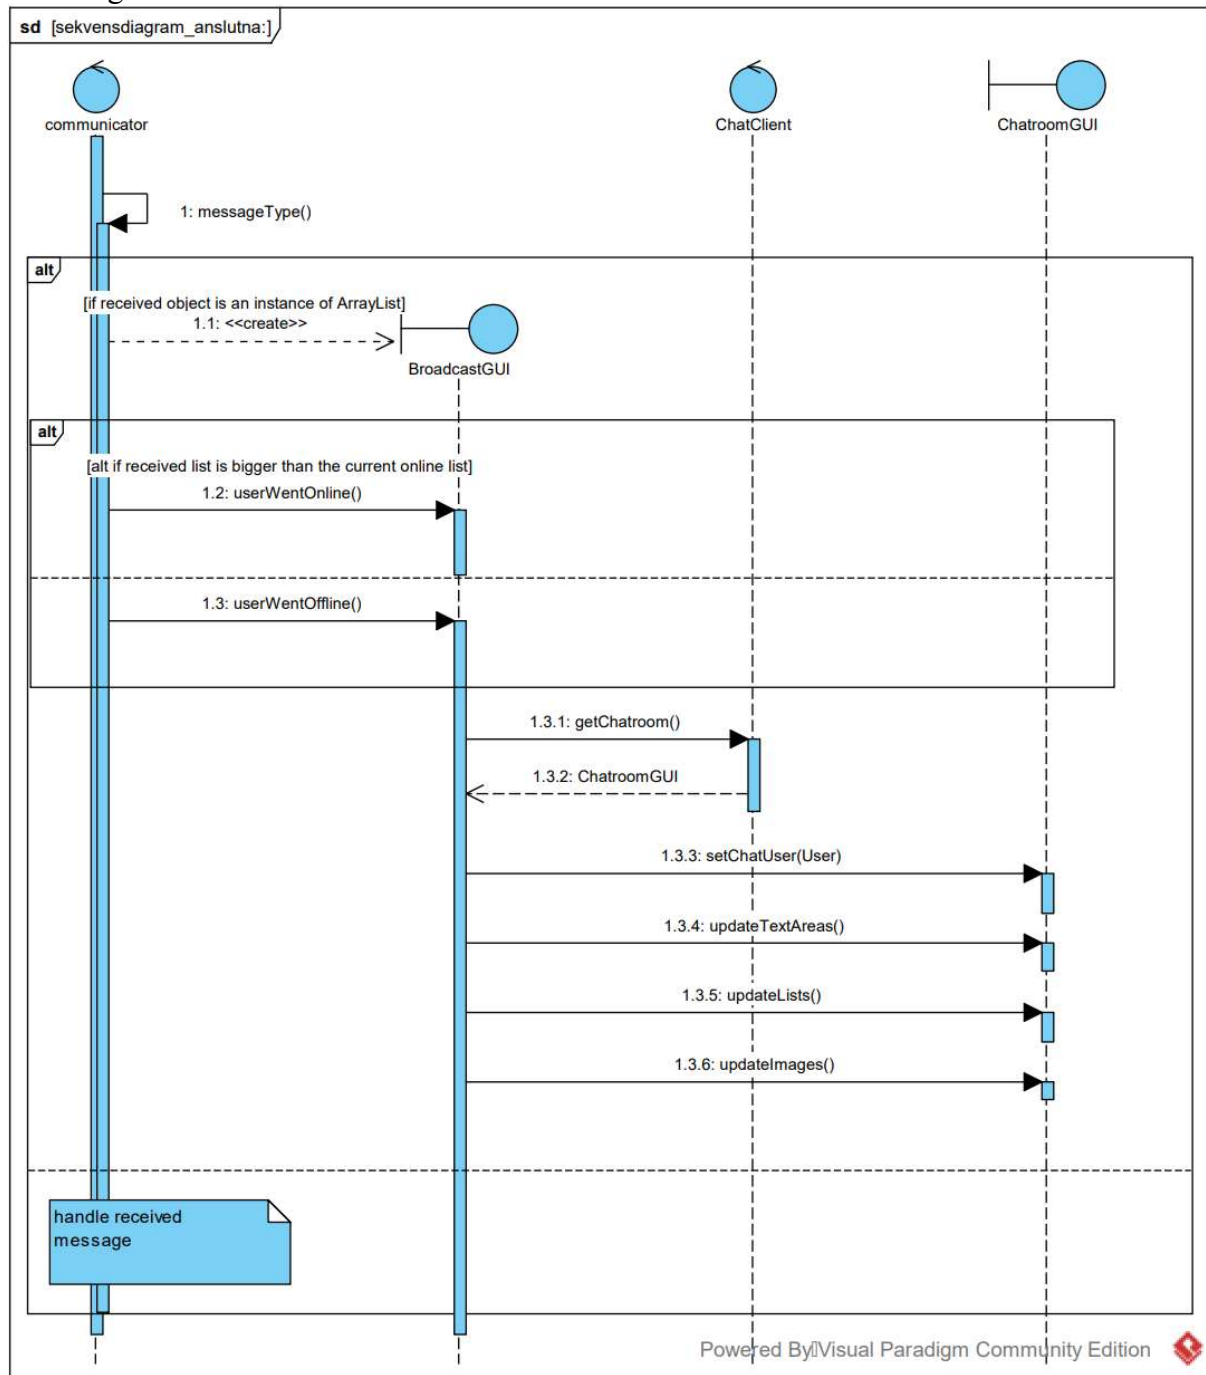 sd [sekvensdiagram_anslutna:]
communicator
ChatClient
ChatroomGUI
1: messageType()
alt
[if received object is an instance of ArrayList]
1.1: <<create>>
BroadcastGUI
alt
[alt if received list is bigger than the current online list]
1.2: userWentOnline()
1.3: userWentOffline()
1.3.1: getChatroom()
1.3.2: ChatroomGUI
1.3.3: setChatUser(User)
1.3.4: updateTextAreas()
1.3.5: updateLists()
1.3.6: updateImages()
handle received
message
Powered By Visual Paradigm Community Edition